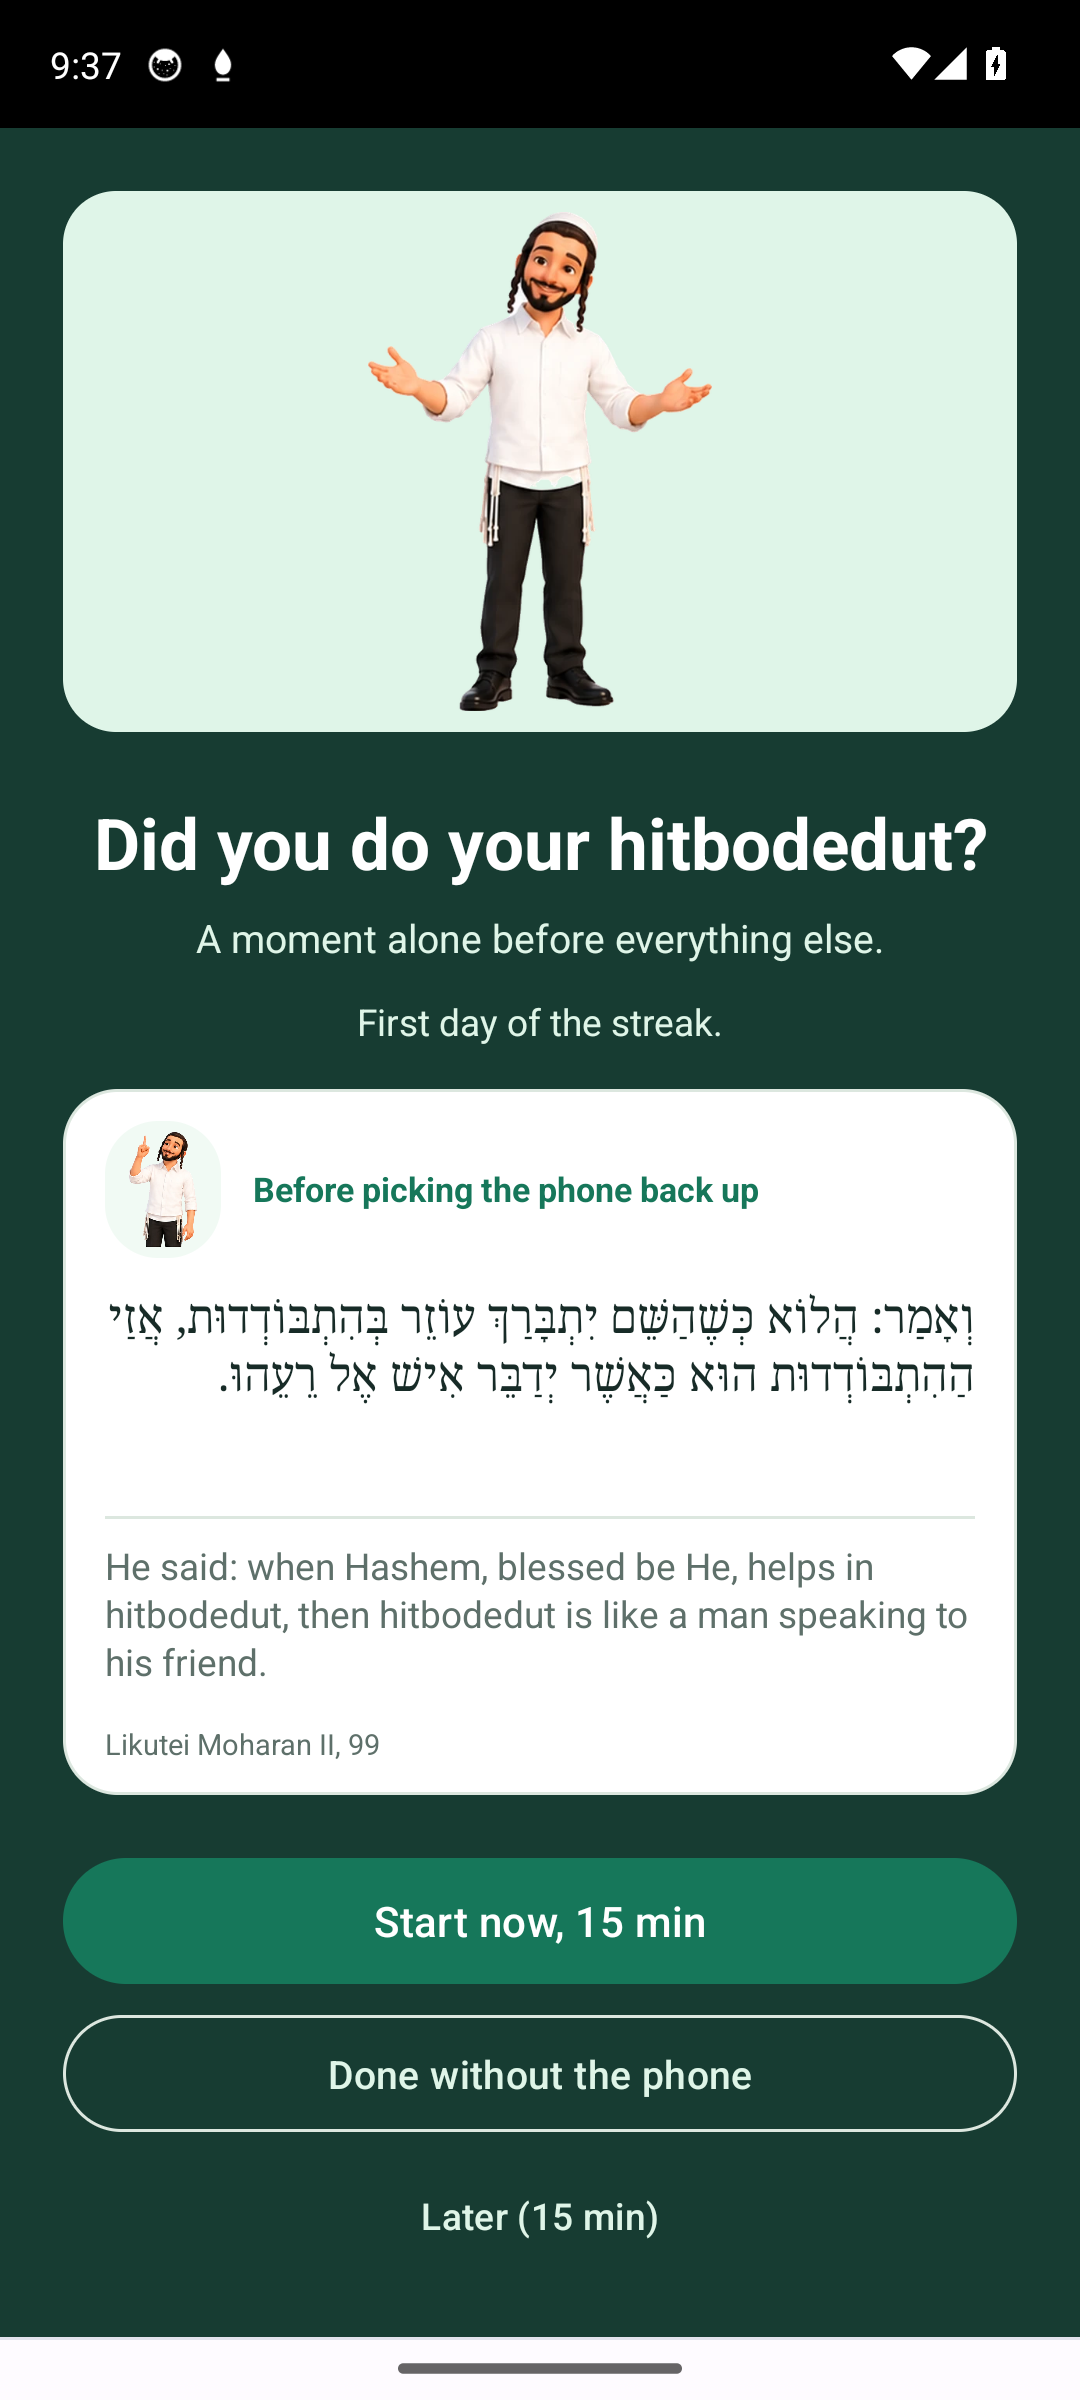 9:37
Did you do your hitbodedut?
A moment alone before everything else.
First day of the streak.
Before picking the phone back up
וְאָמַר: הֲלוֹא כְּשֶׁהַשֵּׁם יִתְבָּרַךְ עוֹזֵר בְּהִתְבּוֹדְדוּת, אֲזַי
הַהִתְבּוֹדְדוּת הוּא כַּאֲשֶׁר יְדַבֵּר אִישׁ אֶל רֵעֵהוּ.
He said: when Hashem, blessed be He, helps in
hitbodedut, then hitbodedut is like a man speaking to
his friend.
Likutei Moharan II, 99
Start now, 15 min
Done without the phone
Later (15 min)